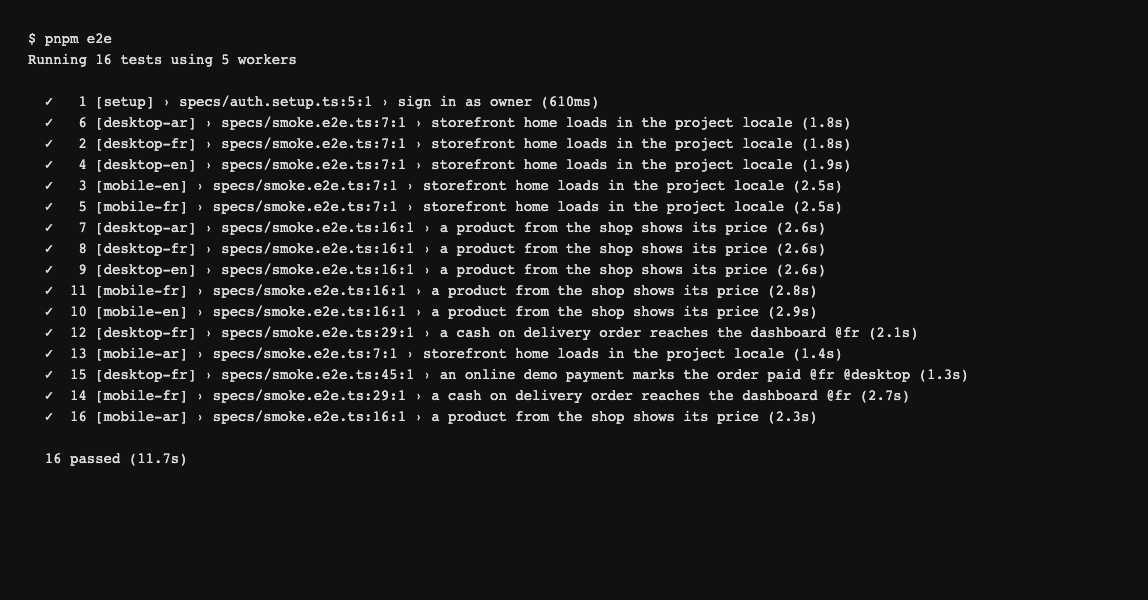 $ pnpm e2e
Running 16 tests using 5 workers
✓ 1 [setup] › specs/auth.setup.ts:5:1 › sign in as owner (610ms)
✓ 6 [desktop-ar] › specs/smoke.e2e.ts:7:1 › storefront home loads in the project locale (1.8s)
✓ 2 [desktop-fr] › specs/smoke.e2e.ts:7:1 › storefront home loads in the project locale (1.8s)
✓ 4 [desktop-en] › specs/smoke.e2e.ts:7:1 › storefront home loads in the project locale (1.9s)
✓ 3 [mobile-en] › specs/smoke.e2e.ts:7:1 › storefront home loads in the project locale (2.5s)
✓ 5 [mobile-fr] › specs/smoke.e2e.ts:7:1 › storefront home loads in the project locale (2.5s)
✓ 7 [desktop-ar] › specs/smoke.e2e.ts:16:1 › a product from the shop shows its price (2.6s)
✓ 8 [desktop-fr] › specs/smoke.e2e.ts:16:1 › a product from the shop shows its price (2.6s)
✓ 9 [desktop-en] › specs/smoke.e2e.ts:16:1 › a product from the shop shows its price (2.6s)
✓ 11 [mobile-fr] › specs/smoke.e2e.ts:16:1 › a product from the shop shows its price (2.8s)
✓ 10 [mobile-en] › specs/smoke.e2e.ts:16:1 › a product from the shop shows its price (2.9s)
✓ 12 [desktop-fr] › specs/smoke.e2e.ts:29:1 › a cash on delivery order reaches the dashboard @fr (2.1s)
✓ 13 [mobile-ar] › specs/smoke.e2e.ts:7:1 › storefront home loads in the project locale (1.4s)
✓ 15 [desktop-fr] › specs/smoke.e2e.ts:45:1 › an online demo payment marks the order paid @fr @desktop (1.3s)
✓ 14 [mobile-fr] › specs/smoke.e2e.ts:29:1 › a cash on delivery order reaches the dashboard @fr (2.7s)
✓ 16 [mobile-ar] › specs/smoke.e2e.ts:16:1 › a product from the shop shows its price (2.3s)
16 passed (11.7s)